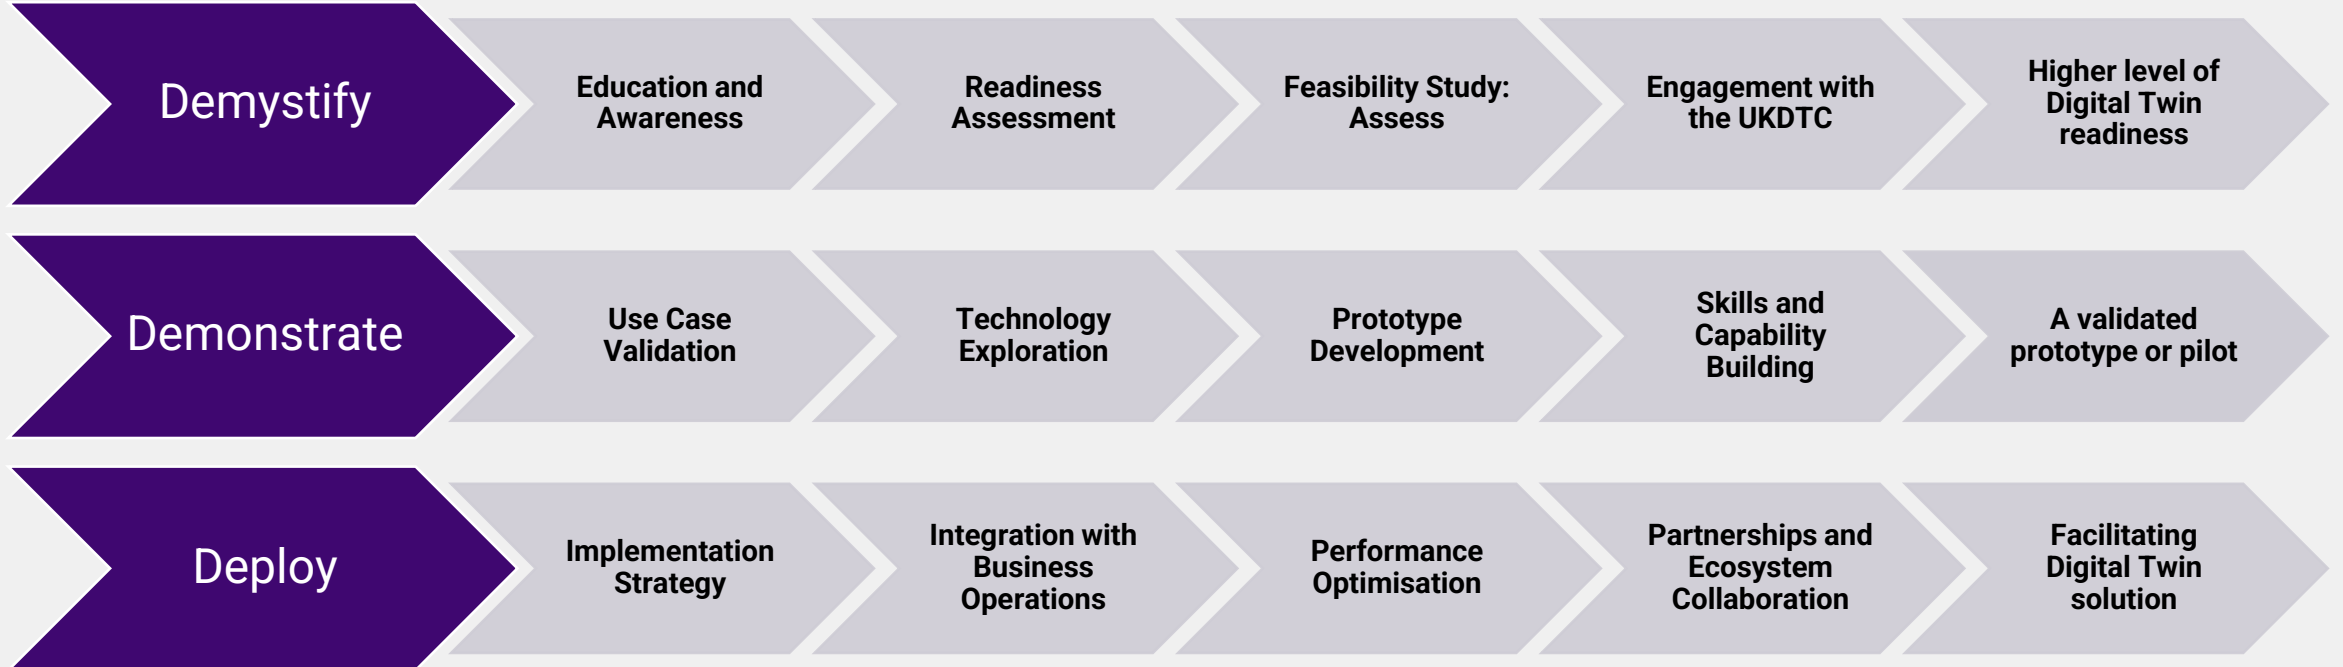 Demystify
Education and
Awareness
Readiness
Assessment
Feasibility Study:
Assess
Engagement with
the UKDTC
Higher level of
Digital Twin
readiness
Demonstrate
Use Case
Validation
Technology
Exploration
Prototype
Development
Skills and
Capability
Building
A validated
prototype or pilot
Deploy
Implementation
Strategy
Integration with
Business
Operations
Performance
Optimisation
Partnerships and
Ecosystem
Collaboration
Facilitating
Digital Twin
solution